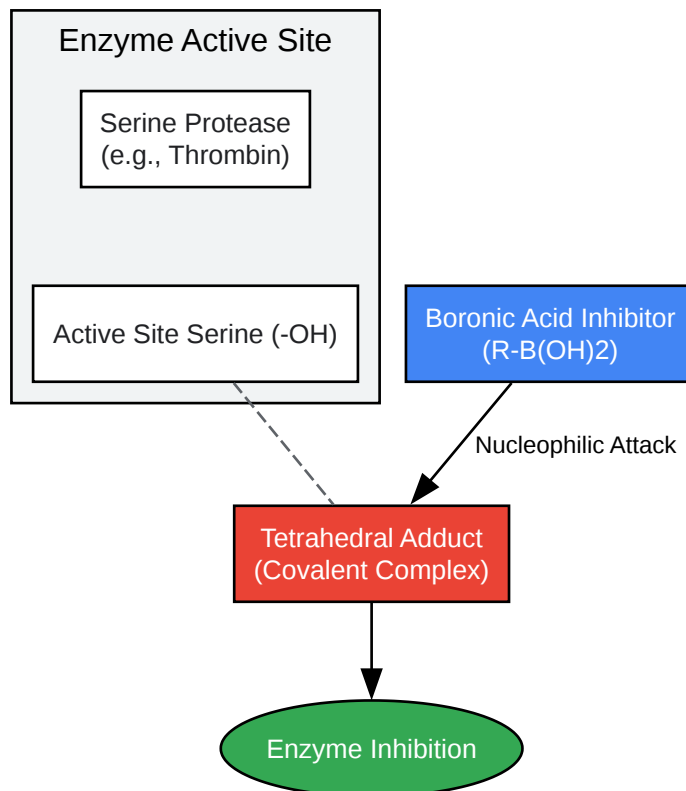 Enzyme Active Site
Serine Protease
(e.g., Thrombin)
Active Site Serine (-OH)
Boronic Acid Inhibitor
(R-B(OH)2)
Nucleophilic Attack
Tetrahedral Adduct
(Covalent Complex)
Enzyme Inhibition